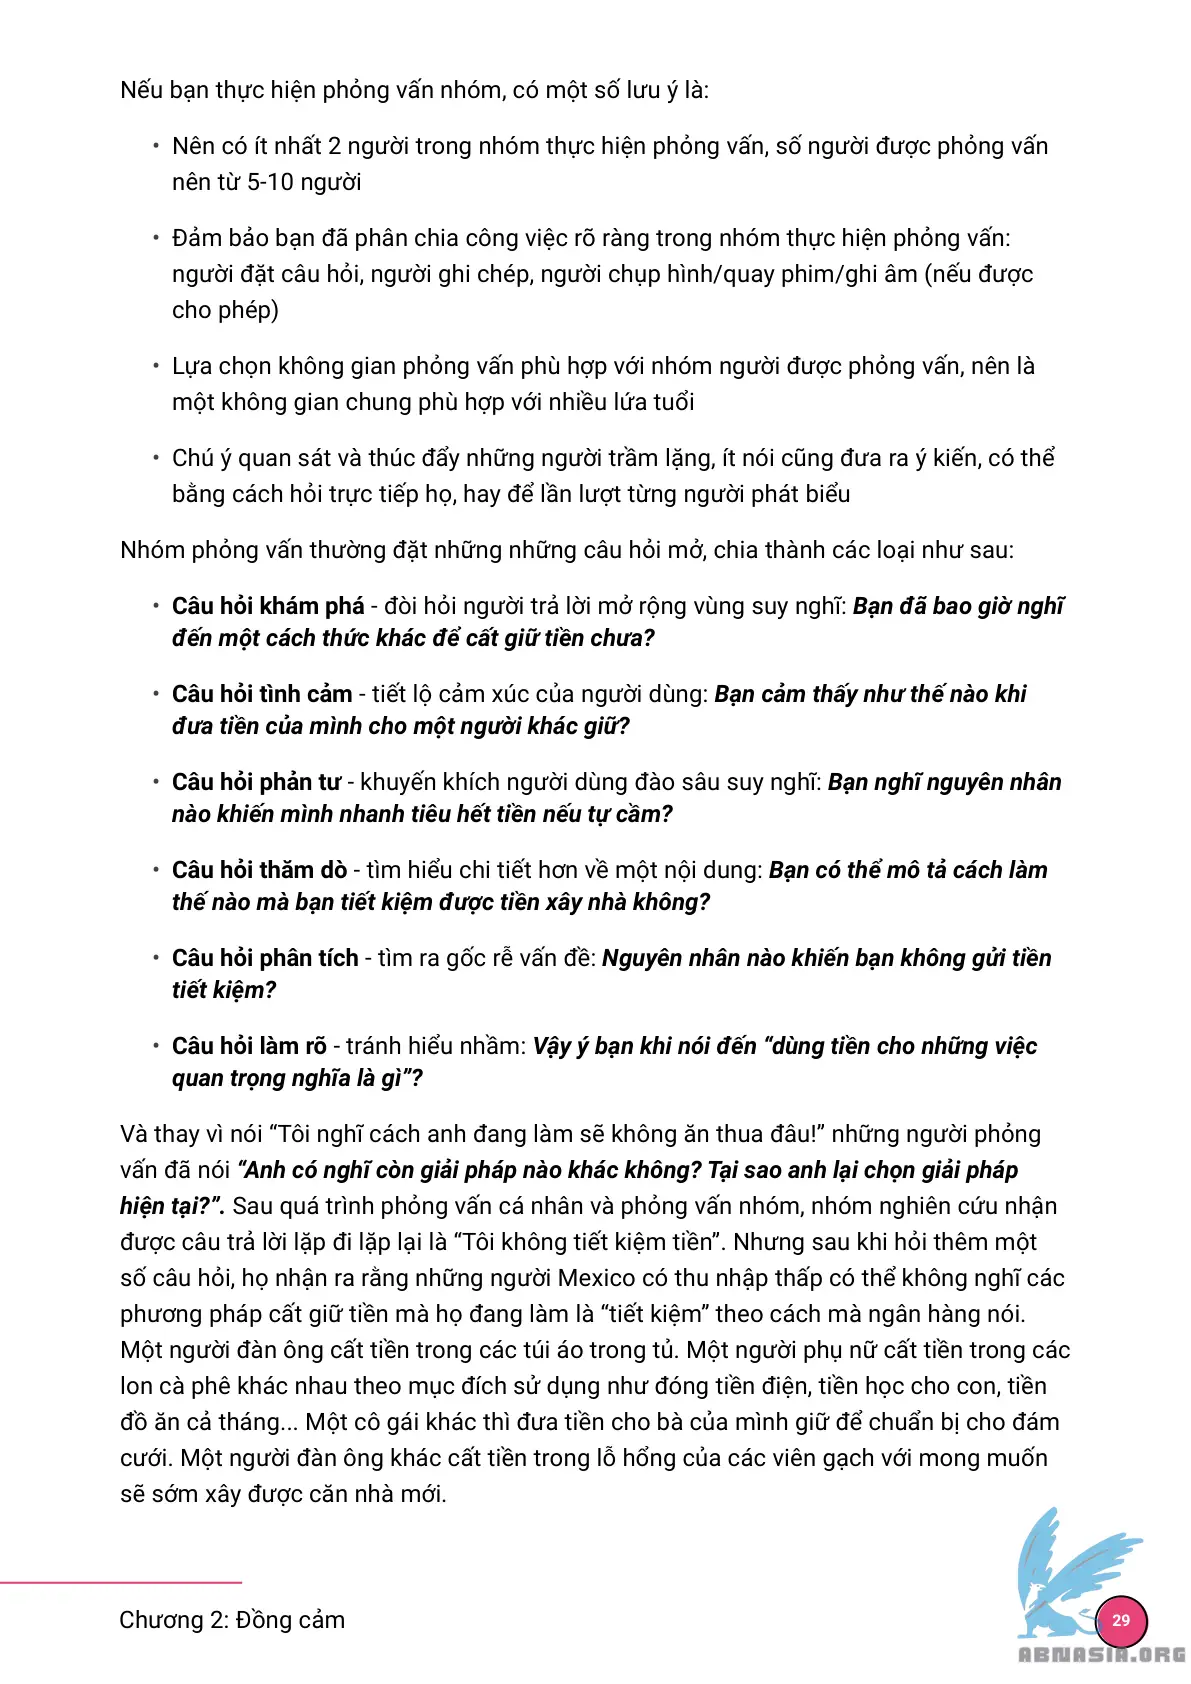 Nếu bạn thực hiện phỏng vấn nhóm, có một số lưu ý là:
• Nên có ít nhất 2 người trong nhóm thực hiện phỏng vấn, số người được phỏng vấn
nên từ 5-10 người
• Đảm bảo bạn đã phân chia công việc rõ ràng trong nhóm thực hiện phỏng vấn:
người đặt câu hỏi, người ghi chép, người chụp hình/quay phim/ghi âm (nếu được
cho phép)
• Lựa chọn không gian phỏng vấn phù hợp với nhóm người được phỏng vấn, nên là
một không gian chung phù hợp với nhiều lứa tuổi
• Chú ý quan sát và thúc đẩy những người trầm lặng, ít nói cũng đưa ra ý kiến, có thể
bằng cách hỏi trực tiếp họ, hay để lần lượt từng người phát biểu
Nhóm phỏng vấn thường đặt những những câu hỏi mở, chia thành các loại như sau:
• Câu hỏi khám phá - đòi hỏi người trả lời mở rộng vùng suy nghĩ: Bạn đã bao giờ nghĩ
đến một cách thức khác để cất giữ tiền chưa?
• Câu hỏi tình cảm - tiết lộ cảm xúc của người dùng: Bạn cảm thấy như thế nào khi
đưa tiền của mình cho một người khác giữ?
• Câu hỏi phản tư - khuyến khích người dùng đào sâu suy nghĩ: Bạn nghĩ nguyên nhân
nào khiến mình nhanh tiêu hết tiền nếu tự cầm?
• Câu hỏi thăm dò - tìm hiểu chi tiết hơn về một nội dung: Bạn có thể mô tả cách làm
thế nào mà bạn tiết kiệm được tiền xây nhà không?
• Câu hỏi phân tích - tìm ra gốc rễ vấn đề: Nguyên nhân nào khiến bạn không gửi tiền
tiết kiệm?
• Câu hỏi làm rõ - tránh hiểu nhầm: Vậy ý bạn khi nói đến “dùng tiền cho những việc
quan trọng nghĩa là gì”?
Và thay vì nói “Tôi nghĩ cách anh đang làm sẽ không ăn thua đâu!” những người phỏng
vấn đã nói “Anh có nghĩ còn giải pháp nào khác không? Tại sao anh lại chọn giải pháp
hiện tại?”. Sau quá trình phỏng vấn cá nhân và phỏng vấn nhóm, nhóm nghiên cứu nhận
được câu trả lời lặp đi lặp lại là “Tôi không tiết kiệm tiền”. Nhưng sau khi hỏi thêm một
số câu hỏi, họ nhận ra rằng những người Mexico có thu nhập thấp có thể không nghĩ các
phương pháp cất giữ tiền mà họ đang làm là “tiết kiệm” theo cách mà ngân hàng nói.
Một người đàn ông cất tiền trong các túi áo trong tủ. Một người phụ nữ cất tiền trong các
lon cà phê khác nhau theo mục đích sử dụng như đóng tiền điện, tiền học cho con, tiền
đồ ăn cả tháng... Một cô gái khác thì đưa tiền cho bà của mình giữ để chuẩn bị cho đám
cưới. Một người đàn ông khác cất tiền trong lỗ hổng của các viên gạch với mong muốn
sẽ sớm xây được căn nhà mới.
Chương 2: Đồng cảm
29
ABNASIA.ORG